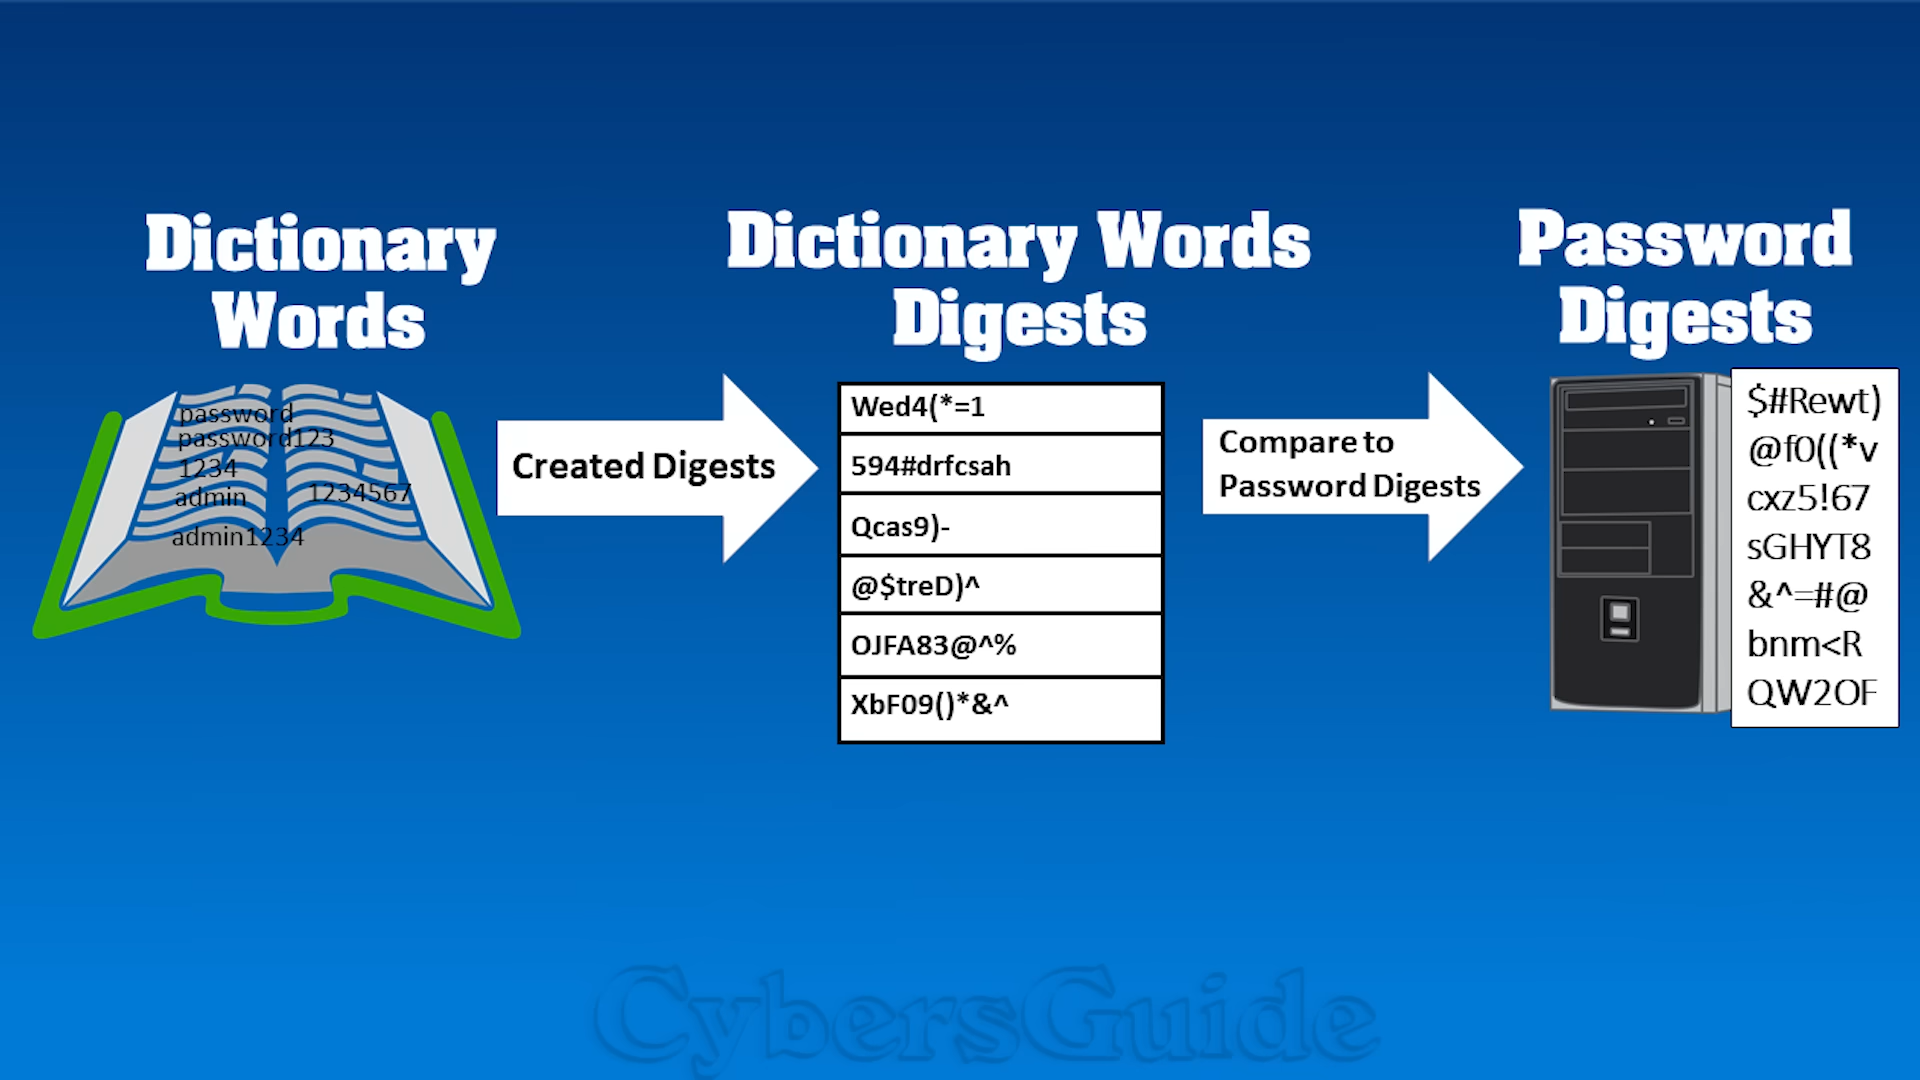 Dictionary
Words
password
password123
1234
admin
1234567
admin1234
Created Digests
Dictionary Words
Digests
Wed4(*=1
594#drfcsah
Qcas9)-
@$treD)^
OJFA83@^%
XbF09()*&^
Compare to
Password Digests
Password
Digests
$#Rewt)
@f0((*v
cxz5!67
sGHYT8
&^=#@
bnm<R
QW2OF
CybersGuide